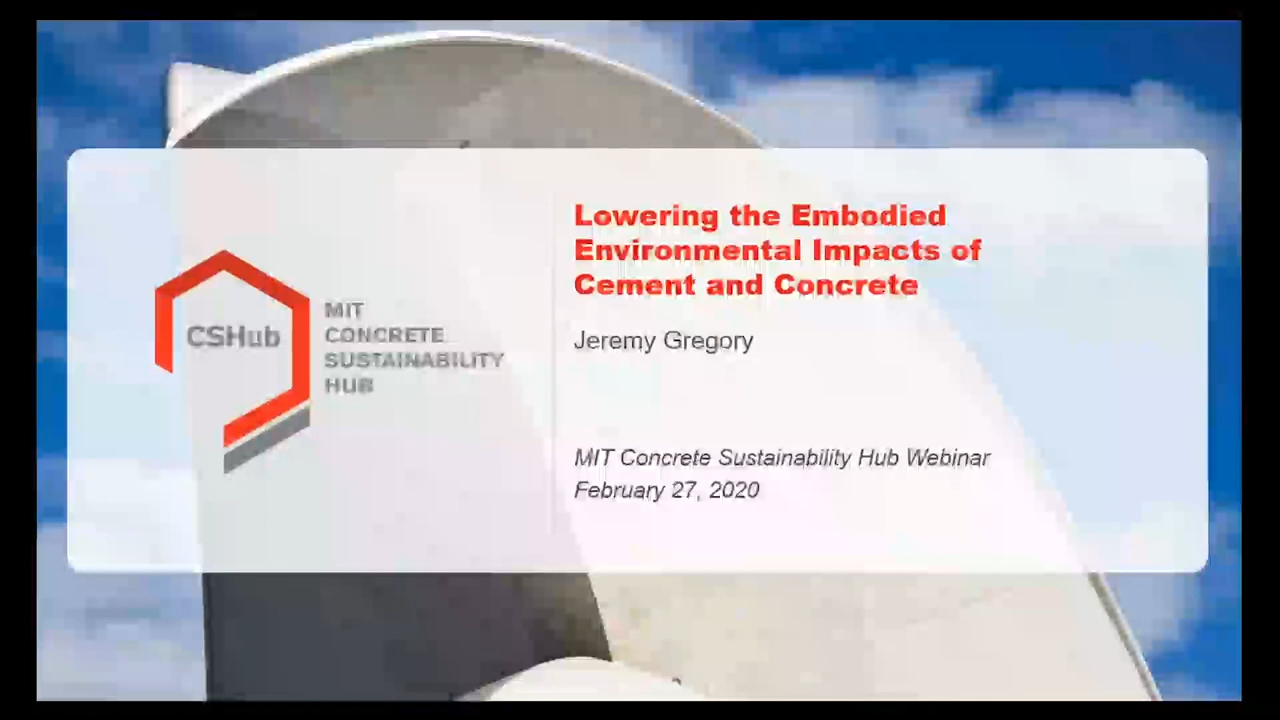 CSHub
MIT
CONCRETE
SUSTAINABILITY
HUB
Lowering the Embodied
Environmental Impacts of
Cement and Concrete
Jeremy Gregory
MIT Concrete Sustainability Hub Webinar
February 27, 2020